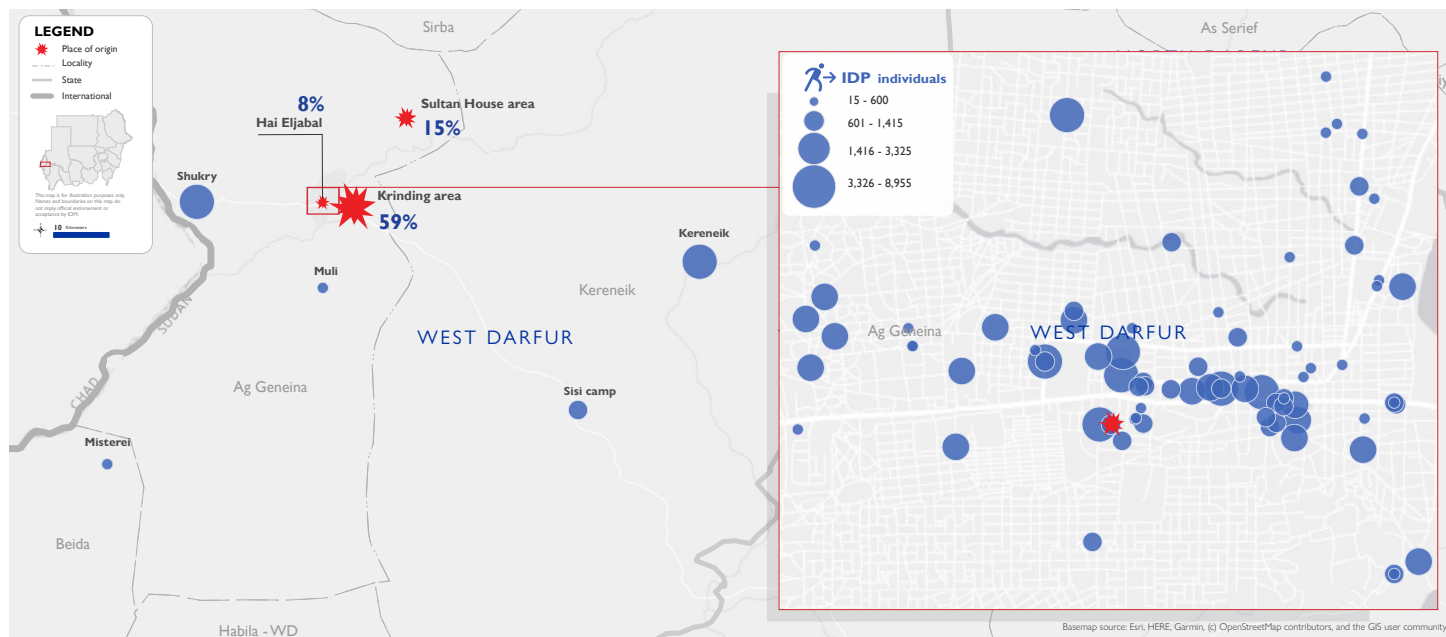 LEGEND
Place of origin
Locality
State
International
This map is for illustration purposes only.
Names and boundaries on this map do
not imply official endorsement or
acceptance by IOM.
10 Kilometers
Sirba
As Serief
8%
Hai Eljabal
Sultan House area
15%
Shukry
Krinding area
59%
Kereneik
Muli
Kereneik
SUDAN
WEST DARFUR
CHAD
Ag Geneina
Sisi camp
Misterei
Beida
Habila - WD
IDP individuals
15 - 600
601 - 1,415
1,416 - 3,325
3,326 - 8,955
Ag Geneina
WEST DARFUR
Basemap source: Esri, HERE, Garmin, (c) OpenStreetMap contributors, and the GIS user community